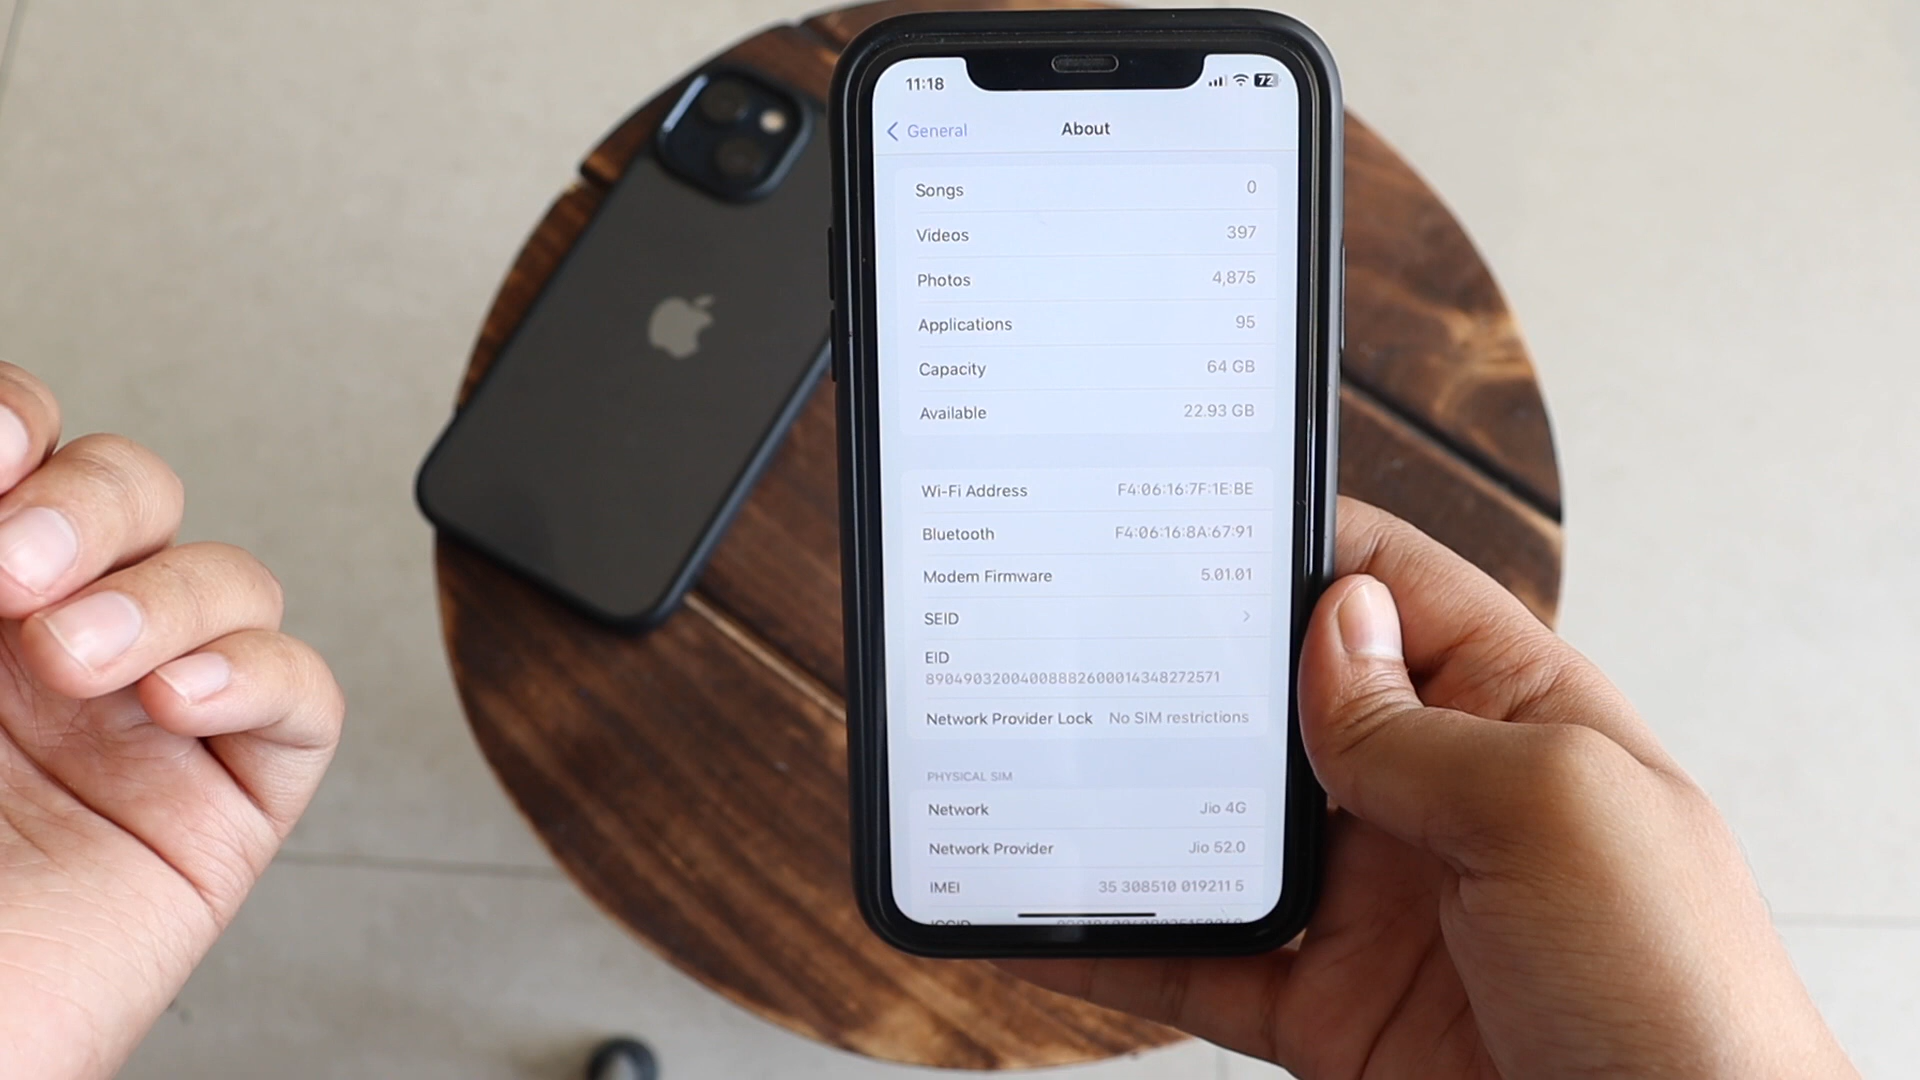 11:18 72
General About
Songs 0
Videos 397
Photos 4,875
Applications 95
Capacity 64 GB
Available 22.93 GB
Wi-Fi Address F4:06:16:7F:1E:BE
Bluetooth F4:06:16:8A:67:91
Modem Firmware 5.01.01
SEID
EID
89049032004008882600014348272571
Network Provider Lock No SIM restrictions
PHYSICAL SIM
Network Jio 4G
Network Provider Jio 52.0
IMEI 35 308510 019211 5
ICCID